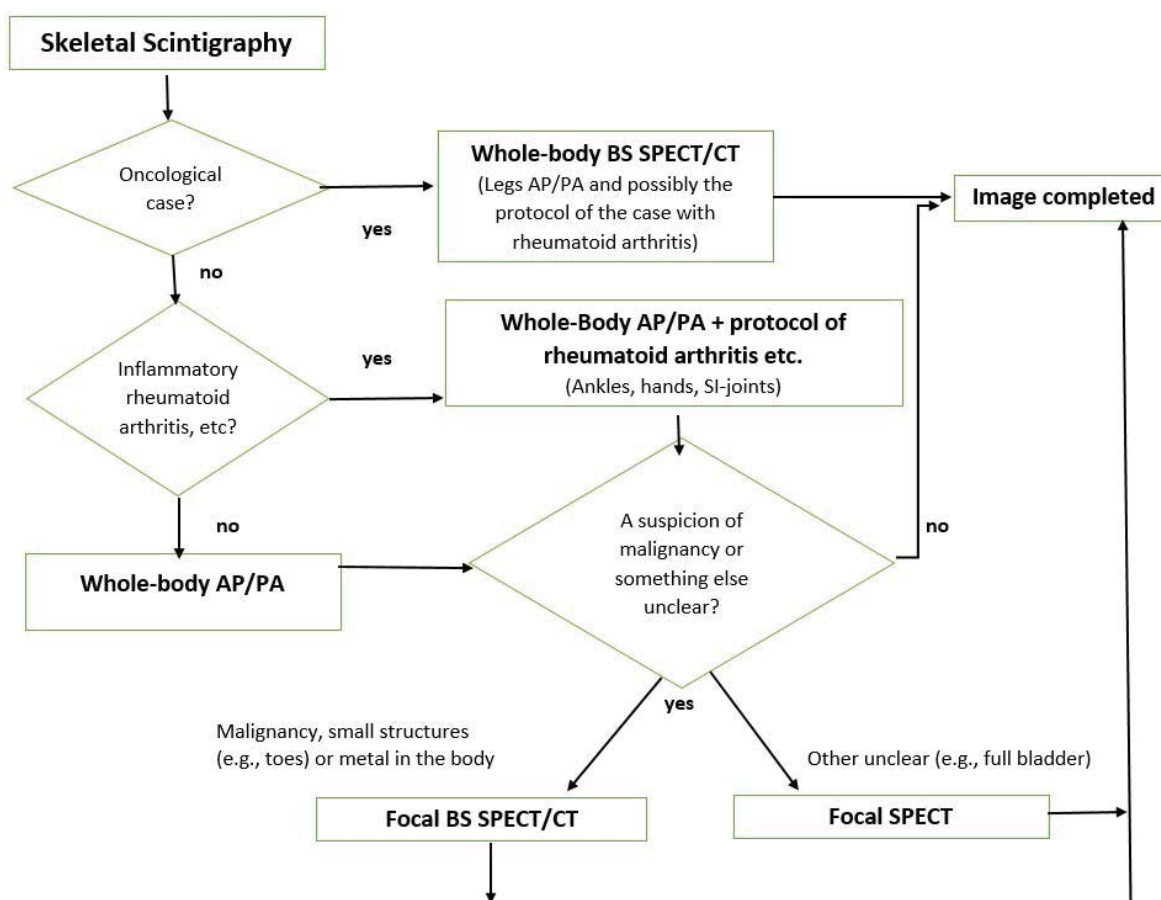 Skeletal Scintigraphy
Oncological
case?
yes
no
Whole-body BS SPECT/CT
(Legs AP/PA and possibly the
protocol of the case with
rheumatoid arthritis)
Image completed
Inflammatory
rheumatoid
arthritis, etc?
yes
no
Whole-Body AP/PA + protocol of
rheumatoid arthritis etc.
(Ankles, hands, SI-joints)
Whole-body AP/PA
A suspicion of
malignancy or
something else
unclear?
no
yes
Malignancy, small structures
(e.g., toes) or metal in the body
Other unclear (e.g., full bladder)
Focal BS SPECT/CT
Focal SPECT